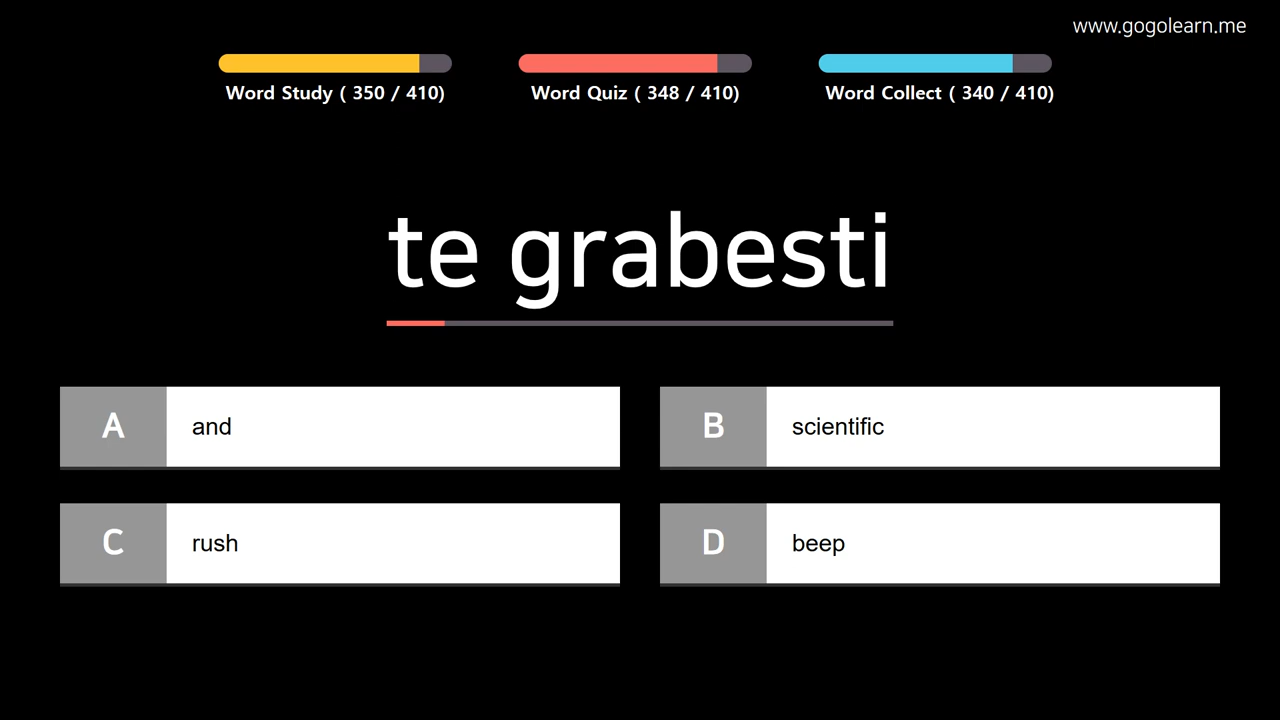 www.gogolearn.me
Word Study ( 350 / 410)
Word Quiz ( 348 / 410)
Word Collect ( 340 / 410)
te grabesti
A and
B scientific
C rush
D beep